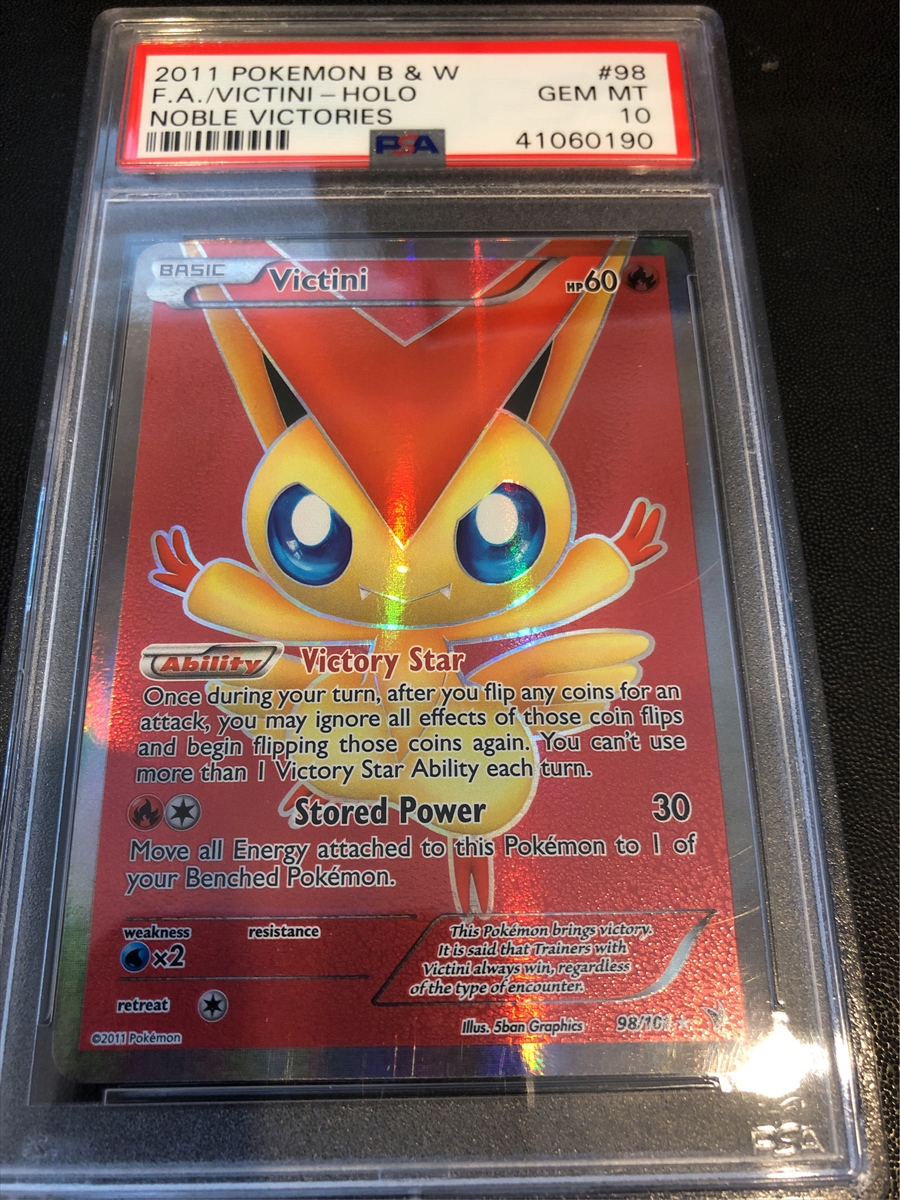 2011 POKEMON B & W #98
F.A./VICTINI-HOLO GEM MT
NOBLE VICTORIES 10
PSA 41060190
BASIC Victini HP60
Ability Victory Star
Once during your turn, after you flip any coins for an
attack, you may ignore all effects of those coin flips
and begin flipping those coins again. You can't use
more than 1 Victory Star Ability each turn.
Stored Power 30
Move all Energy attached to this Pokémon to 1 of
your Benched Pokémon.
weakness resistance
×2
This Pokémon brings victory.
It is said that Trainers with
Victini always win, regardless
of the type of encounter.
retreat
Illus. 5ban Graphics 98/101
©2011 Pokémon
PSA